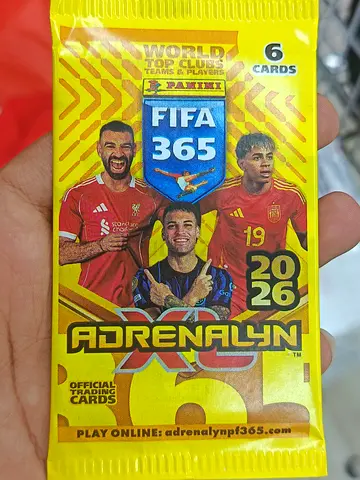 WORLD
TOP CLUBS
TEAMS & PLAYERS
6
CARDS
PANINI
FIFA
365
19
2026
ADRENALYN
XL
TM
OFFICIAL
TRADING
CARDS
365
PLAY ONLINE: adrenalynpf365.com